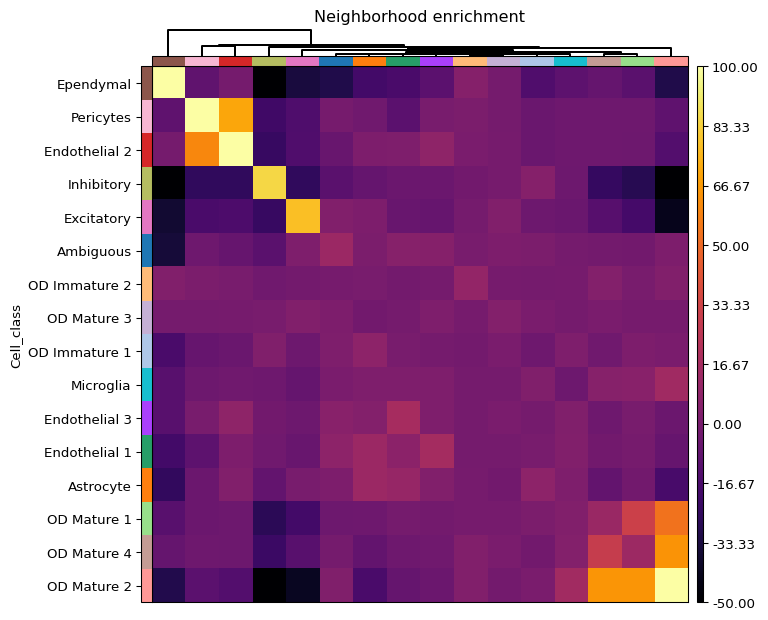 Neighborhood enrichment
Cell_class
Ependymal
Pericytes
Endothelial 2
Inhibitory
Excitatory
Ambiguous
OD Immature 2
OD Mature 3
OD Immature 1
Microglia
Endothelial 3
Endothelial 1
Astrocyte
OD Mature 1
OD Mature 4
OD Mature 2
100.00
83.33
66.67
50.00
33.33
16.67
0.00
-16.67
-33.33
-50.00